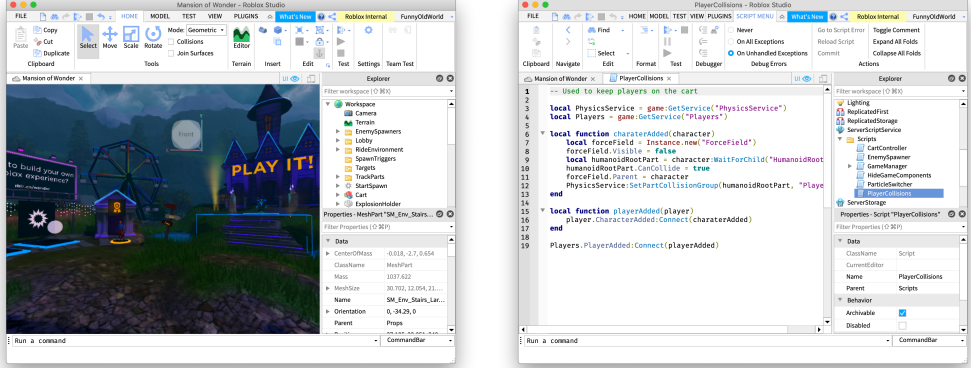 Mansion of Wonder - Roblox Studio
FILE HOME MODEL TEST VIEW PLUGINS What's New Roblox Internal FunnyOldWorld
Paste Copy Cut Duplicate
Clipboard
Select Move Scale Rotate
Mode: Geometric
Collisions
Join Surfaces
Tools
Editor
Terrain Insert Edit Test Settings Team Test
Mansion of Wonder
UI
Front
to build your own
PLAY IT!
Explorer
Filter workspace (⇧⌘X)
Workspace
Camera
Terrain
EnemySpawners
Lobby
RideEnvironment
SpawnTriggers
Targets
TrackParts
StartSpawn
Cart
ExplosionHolder
Properties - MeshPart "SM_Env_Stairs...
Filter Properties (⇧⌘P)
Data
CenterOfMass -0.018, -2.7, 0.654
ClassName MeshPart
Mass 1037.622
MeshSize 30.702, 12.054, 21....
Name SM_Env_Stairs_Lar...
Orientation 0, -34.29, 0
Parent Props
Run a command
CommandBar
PlayerCollisions - Roblox Studio
FILE HOME MODEL TEST VIEW PLUGINS SCRIPT MENU What's New Roblox Internal FunnyOldWorld
Clipboard Navigate
Find
Select
Edit Format Test Debugger
Never
On All Exceptions
On Unhandled Exceptions
Debug Errors
Go to Script Error
Reload Script
Commit
Toggle Comment
Expand All Folds
Collapse All Folds
Actions
Mansion of Wonder PlayerCollisions
UI
1 -- Used to keep players on the cart
2
3 local PhysicsService = game:GetService("PhysicsService")
4 local Players = game:GetService("Players")
5
6 local function charaterAdded(character)
7 local forceField = Instance.new("ForceField")
8 forceField.Visible = false
9 local humanoidRootPart = character:WaitForChild("HumanoidRoot
10 humanoidRootPart.CanCollide = true
11 forceField.Parent = character
12 PhysicsService:SetPartCollisionGroup(humanoidRootPart, "Playe
13 end
14
15 local function playerAdded(player)
16 player.CharacterAdded:Connect(charaterAdded)
17 end
18
19 Players.PlayerAdded:Connect(playerAdded)
Explorer
Filter workspace (⇧⌘X)
Lighting
ReplicatedFirst
ReplicatedStorage
ServerScriptService
Scripts
CartController
EnemySpawner
GameManager
HideGameComponents
ParticleSwitcher
PlayerCollisions
ServerStorage
Properties - Script "PlayerCollisions"
Filter Properties (⇧⌘P)
Data
ClassName Script
CurrentEditor
Name PlayerCollisions
Parent Scripts
Behavior
Archivable
Disabled
Run a command
CommandBar